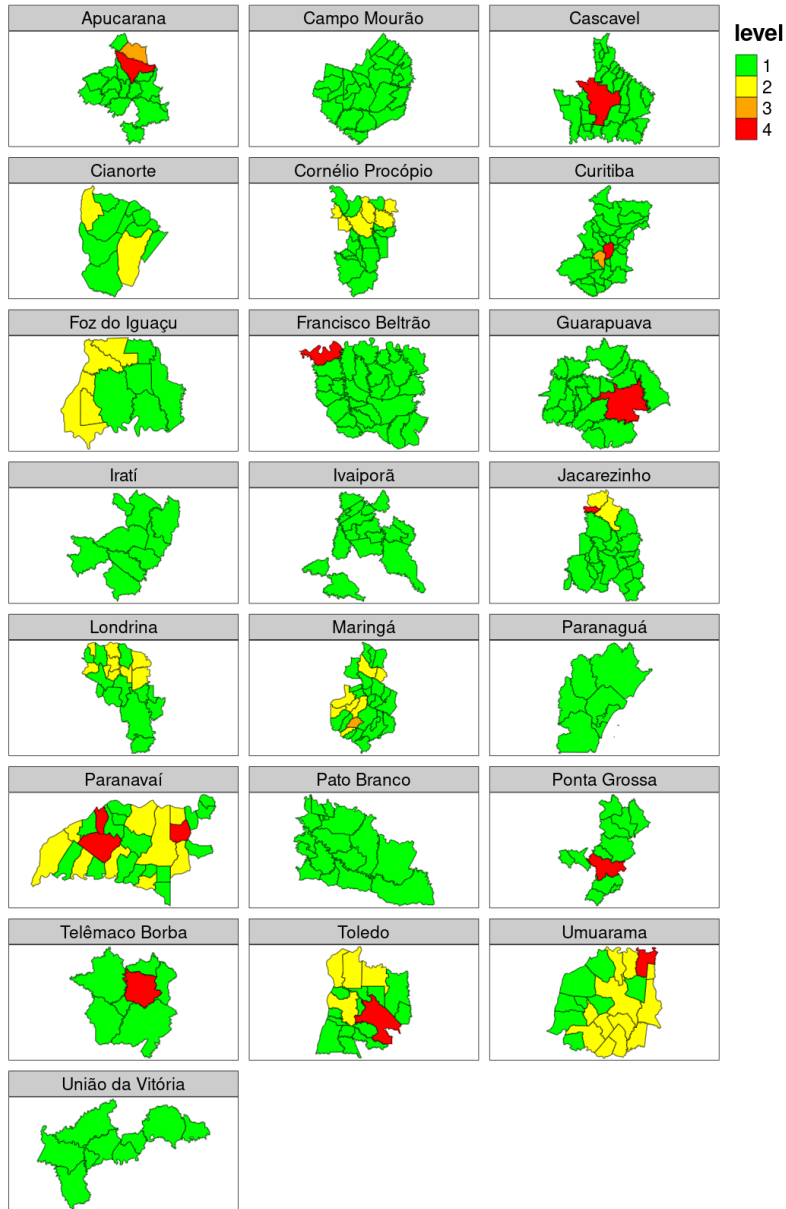 Apucarana
Campo Mourão
Cascavel
level
1
2
3
4
Cianorte
Cornélio Procópio
Curitiba
Foz do Iguaçu
Francisco Beltrão
Guarapuava
Iratí
Ivaiporã
Jacarezinho
Londrina
Maringá
Paranaguá
Paranavaí
Pato Branco
Ponta Grossa
Telêmaco Borba
Toledo
Umuarama
União da Vitória